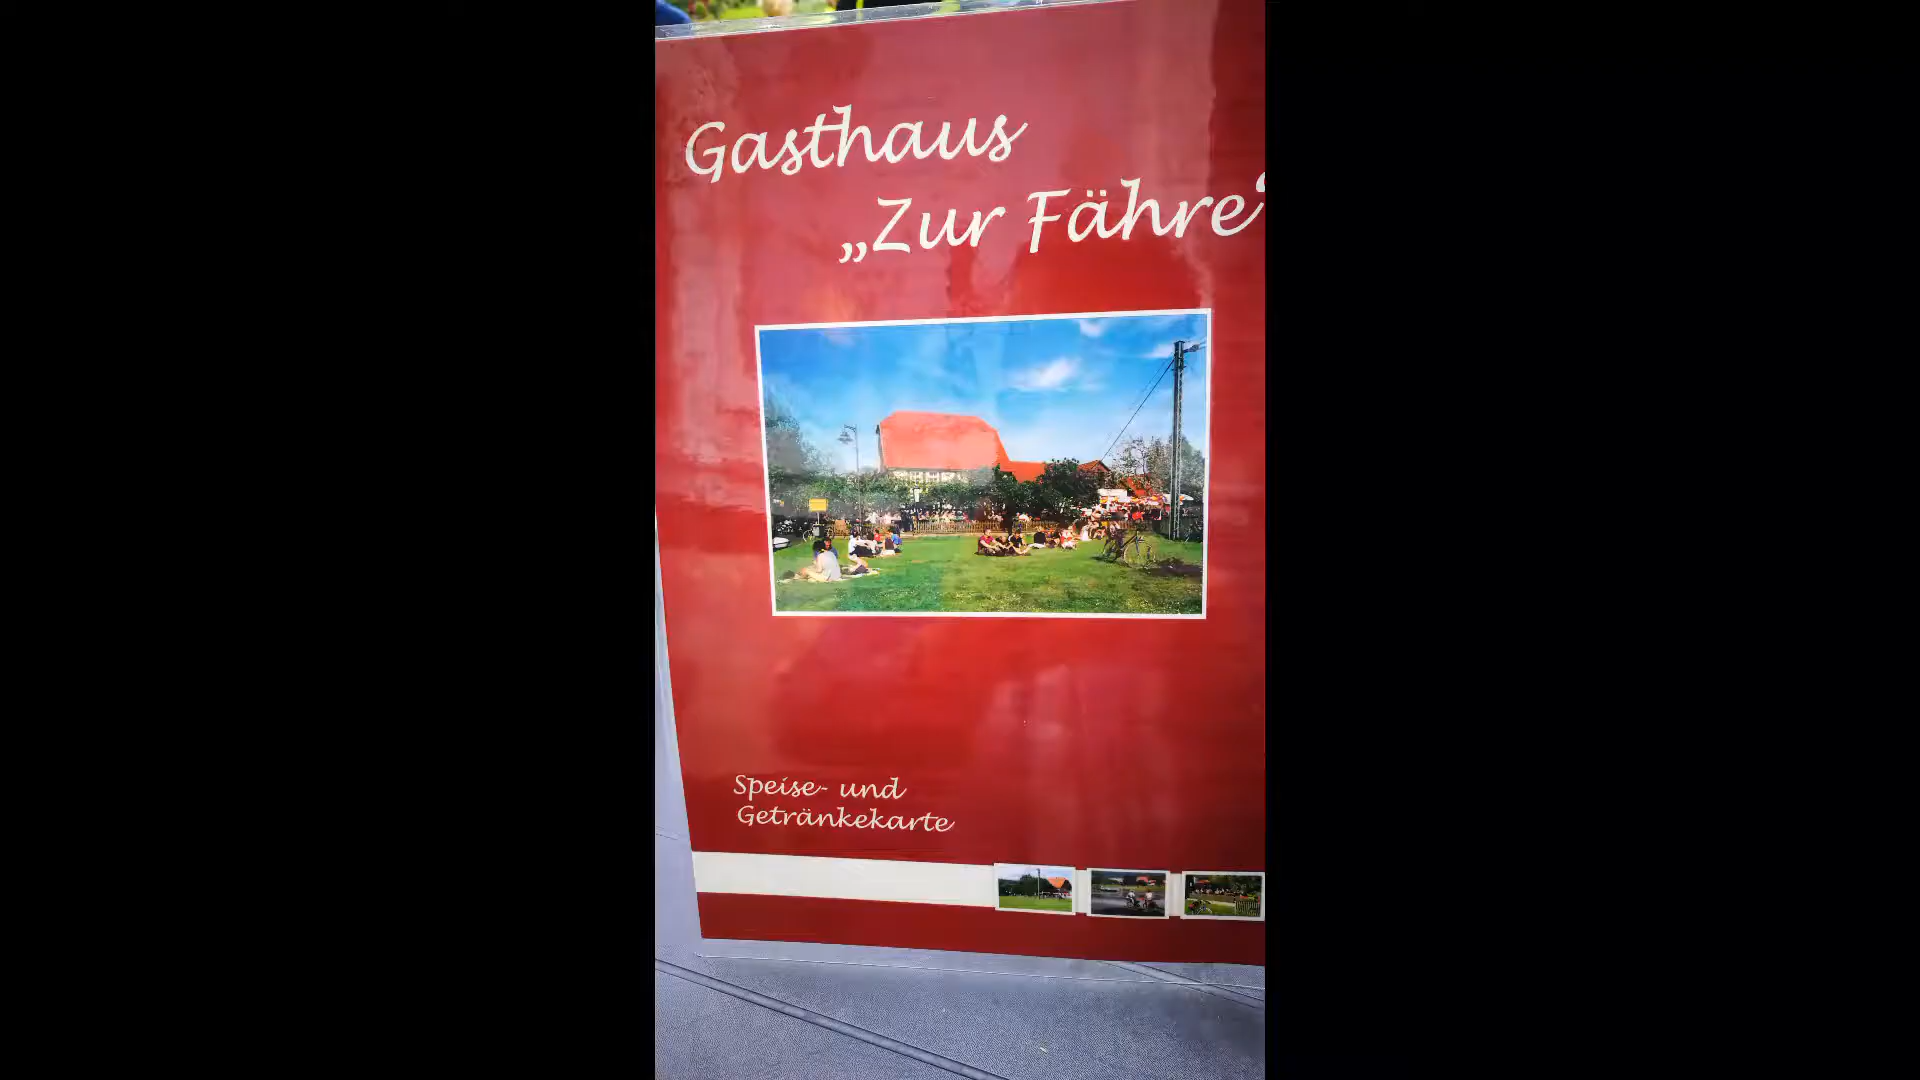 Gasthaus
„Zur Fähre“
Speise- und
Getränkekarte